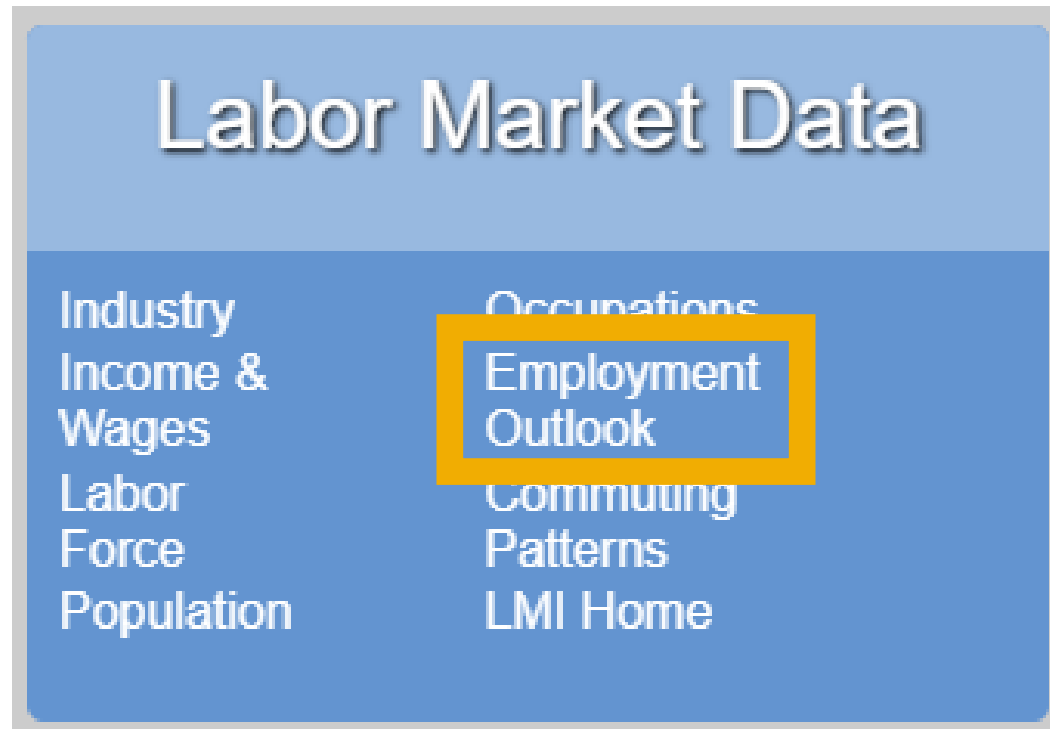 Labor Market Data
Industry
Income &
Wages
Labor
Force
Population
Occupations
Employment
Outlook
Commuting
Patterns
LMI Home